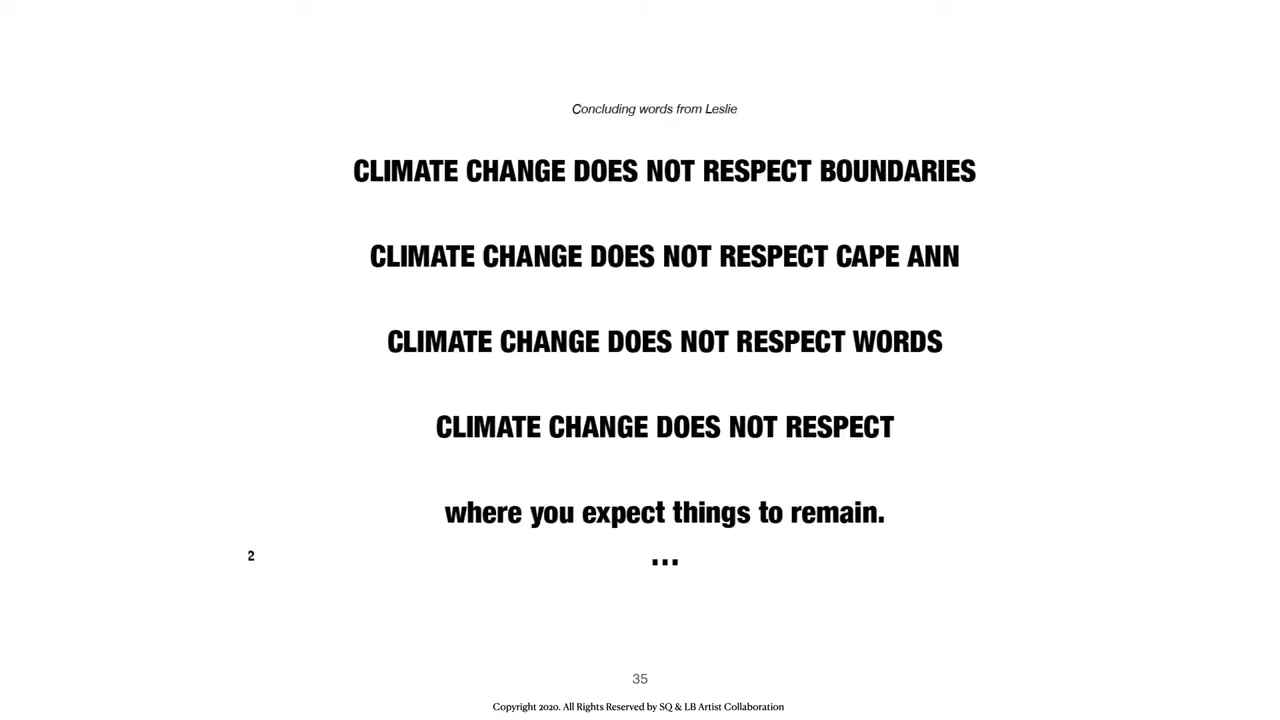 Concluding words from Leslie
CLIMATE CHANGE DOES NOT RESPECT BOUNDARIES
CLIMATE CHANGE DOES NOT RESPECT CAPE ANN
CLIMATE CHANGE DOES NOT RESPECT WORDS
CLIMATE CHANGE DOES NOT RESPECT
where you expect things to remain.
2
...
35
Copyright 2020. All Rights Reserved by SQ & LB Artist Collaboration